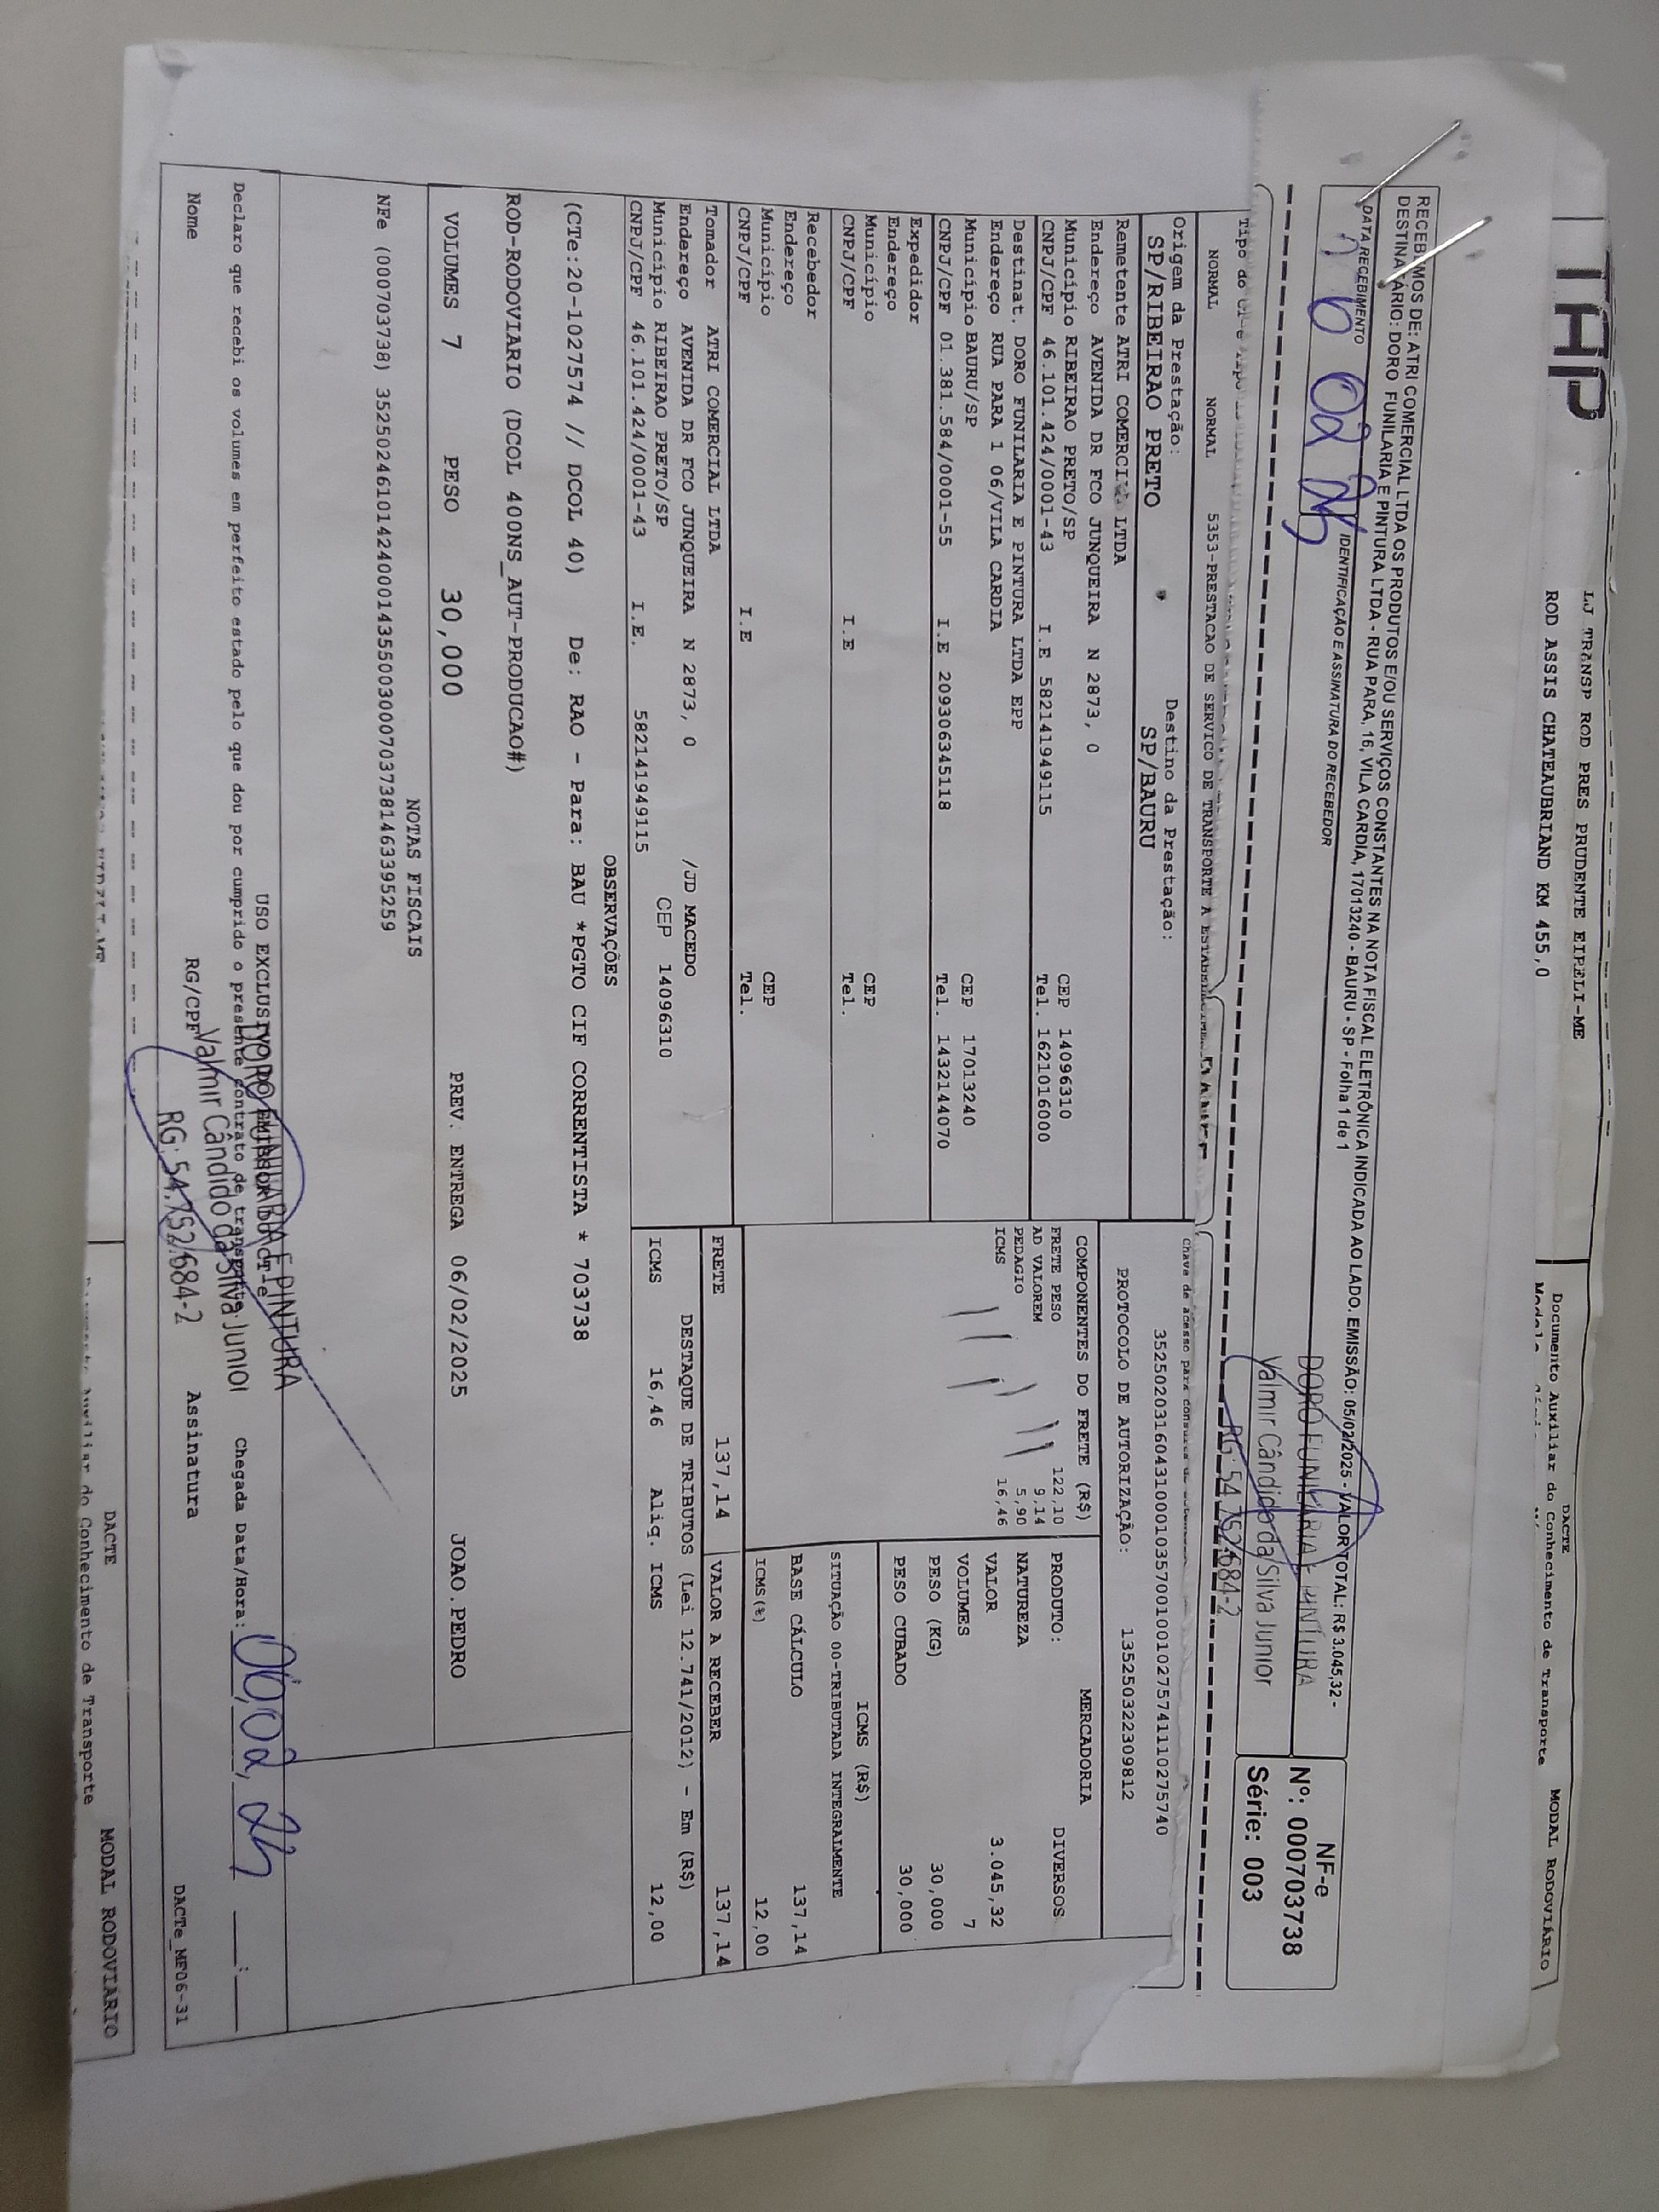 TAP
LJ TRANSP ROD PRES PRUDENTE EIRELI-ME
ROD ASSIS CHATEAUBRIAND KM 455,0
DACTE
Documento Auxiliar do Conhecimento de Transporte
MODAL RODOVIÁRIO
RECEBEMOS DE: ATRI COMERCIAL LTDA OS PRODUTOS E/OU SERVIÇOS CONSTANTES NA NOTA FISCAL ELETRÔNICA INDICADA AO LADO. EMISSÃO: 05/02/2025 - VALOR TOTAL: R$ 3.045,32 -
DESTINATÁRIO: DORO FUNILARIA E PINTURA LTDA - RUA PARA, 16, VILA CARDIA, 17013240 - BAURU - SP - Folha 1 de 1
DATA RECEBIMENTO
IDENTIFICAÇÃO E ASSINATURA DO RECEBEDOR
06 02 25
DORO FUNILARIA E PINTURA
Valmir Cândido da Silva Junior
RG: 54.752.684-2
NF-e
Nº: 000703738
Série: 003
Tipo do
NORMAL NORMAL 5353-PRESTACAO DE SERVICO DE TRANSPORTE A
Chave de acesso para consulta de
35250203160431000103570010010275741110275740
Origem da Prestação: Destino da Prestação:
SP/RIBEIRAO PRETO SP/BAURU
PROTOCOLO DE AUTORIZAÇÃO: 135250322309812
Remetente ATRI COMERCIAL LTDA
Endereço AVENIDA DR FCO JUNQUEIRA N 2873, 0
Município RIBEIRAO PRETO/SP CEP 14096310
CNPJ/CPF 46.101.424/0001-43 I.E 582141949115 Tel. 1621016000
Destinat. DORO FUNILARIA E PINTURA LTDA EPP
Endereço RUA PARA 1 06/VILA CARDIA
Município BAURU/SP CEP 17013240
CNPJ/CPF 01.381.584/0001-55 I.E 209306345118 Tel. 1432144070
Expedidor
Endereço
Município CEP
CNPJ/CPF I.E Tel.
Recebedor
Endereço
Município CEP
CNPJ/CPF I.E Tel.
Tomador ATRI COMERCIAL LTDA
Endereço AVENIDA DR FCO JUNQUEIRA N 2873, 0 /JD MACEDO
Município RIBEIRAO PRETO/SP CEP 14096310
CNPJ/CPF 46.101.424/0001-43 I.E. 582141949115
COMPONENTES DO FRETE (R$)
FRETE PESO 122,10
AD VALOREM 9,14
PEDAGIO 5,90
ICMS 16,46
MERCADORIA
PRODUTO: DIVERSOS
NATUREZA
VALOR 3.045,32
VOLUMES 7
PESO (KG) 30,000
PESO CUBADO 30,000
ICMS (R$)
SITUAÇÃO 00-TRIBUTADA INTEGRALMENTE
BASE CÁLCULO 137,14
ICMS(%) 12,00
FRETE 137,14 VALOR A RECEBER 137,14
DESTAQUE DE TRIBUTOS (Lei 12.741/2012) - Em (R$)
ICMS 16,46 Aliq. ICMS 12,00
OBSERVAÇÕES
(CTe:20-1027574 // DCOL 40) De: RAO - Para: BAU *PGTO CIF CORRENTISTA * 703738
ROD-RODOVIARIO (DCOL 400NS_AUT-PRODUCAO#)
VOLUMES 7 PESO 30,000 PREV. ENTREGA 06/02/2025 JOAO.PEDRO
NOTAS FISCAIS
NFe (000703738) 35250246101424000143550030007037381463395259
USO EXCLUSIVO DO EMISSOR DO CT-e
Declaro que recebi os volumes em perfeito estado pelo que dou por cumprido o presente contrato de transporte. Chegada Data/Hora: 06, 02, 25 __:__
Nome RG/CPF Assinatura DACTe_MF06-31
DORO FUNILARIA E PINTURA
Valmir Cândido da Silva Junior
RG: 54.752.684-2
DACTE
Auxiliar do Conhecimento de Transporte
MODAL RODOVIÁRIO